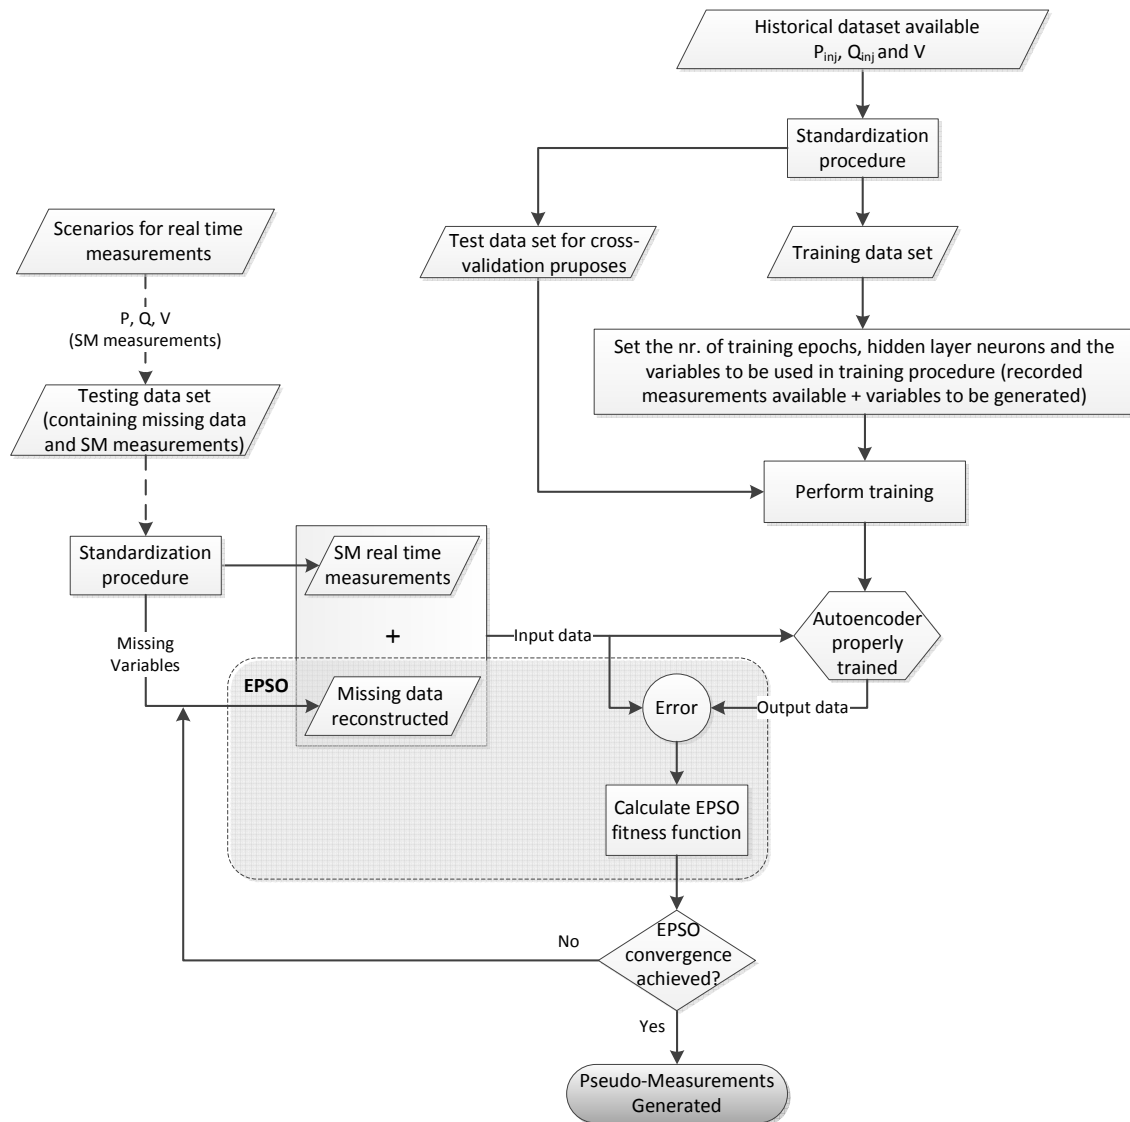 Historical dataset available
Pinj, Qinj and V
Standardization
procedure
Scenarios for real time
measurements
Test data set for cross-
validation pruposes
Training data set
P, Q, V
(SM measurements)
Set the nr. of training epochs, hidden layer neurons and the
variables to be used in training procedure (recorded
measurements available + variables to be generated)
Testing data set
(containing missing data
and SM measurements)
Perform training
Standardization
procedure
SM real time
measurements
+
Missing
Variables
Input data
Autoencoder
properly
trained
EPSO
Missing data
reconstructed
Error
Output data
Calculate EPSO
fitness function
EPSO
convergence
achieved?
No
Yes
Pseudo-Measurements
Generated